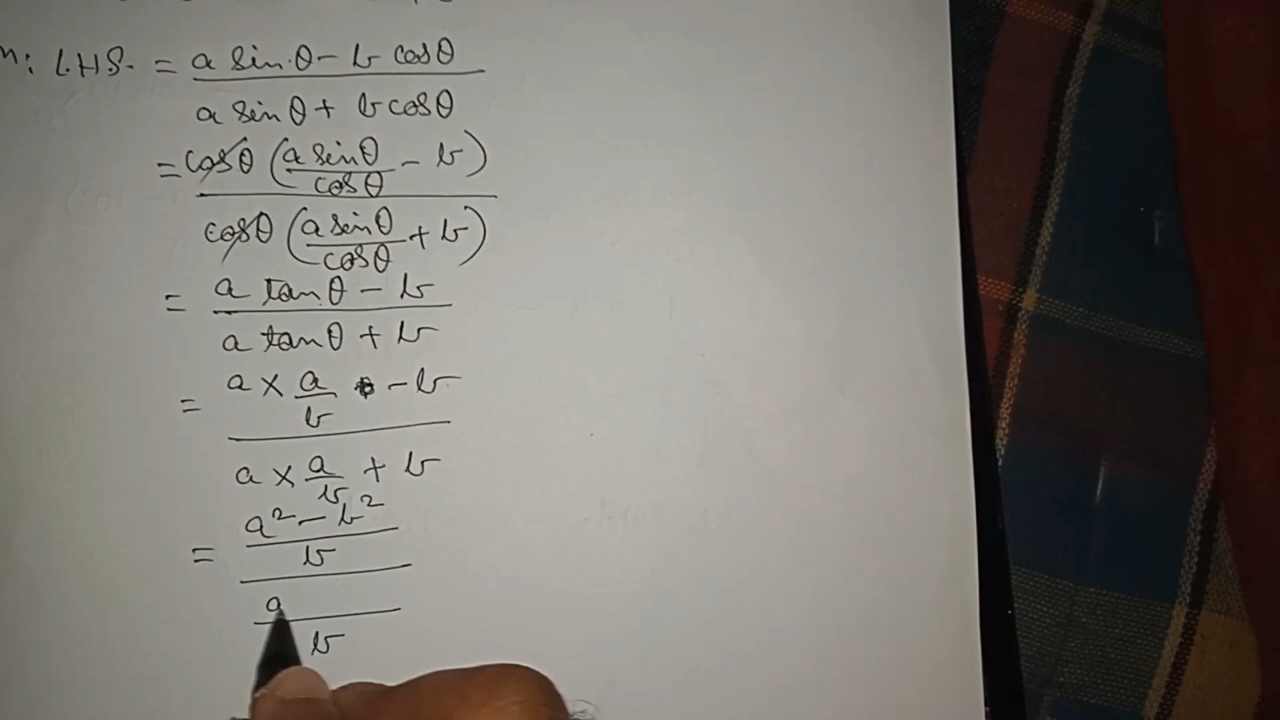 n: L.H.S. = a sin θ - b cos θ
a sin θ + b cos θ
= cos θ (a sin θ / cos θ - b)
cos θ (a sin θ / cos θ + b)
= a tan θ - b
a tan θ + b
= a × a/b - b
a × a/b + b
= a² - b²
b
a
b